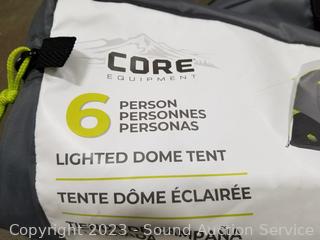 CORE
EQUIPMENT
6 PERSON
PERSONNES
PERSONAS
LIGHTED DOME TENT
TENTE DÔME ÉCLAIRÉE
Copyright 2023 - Sound Auction Service